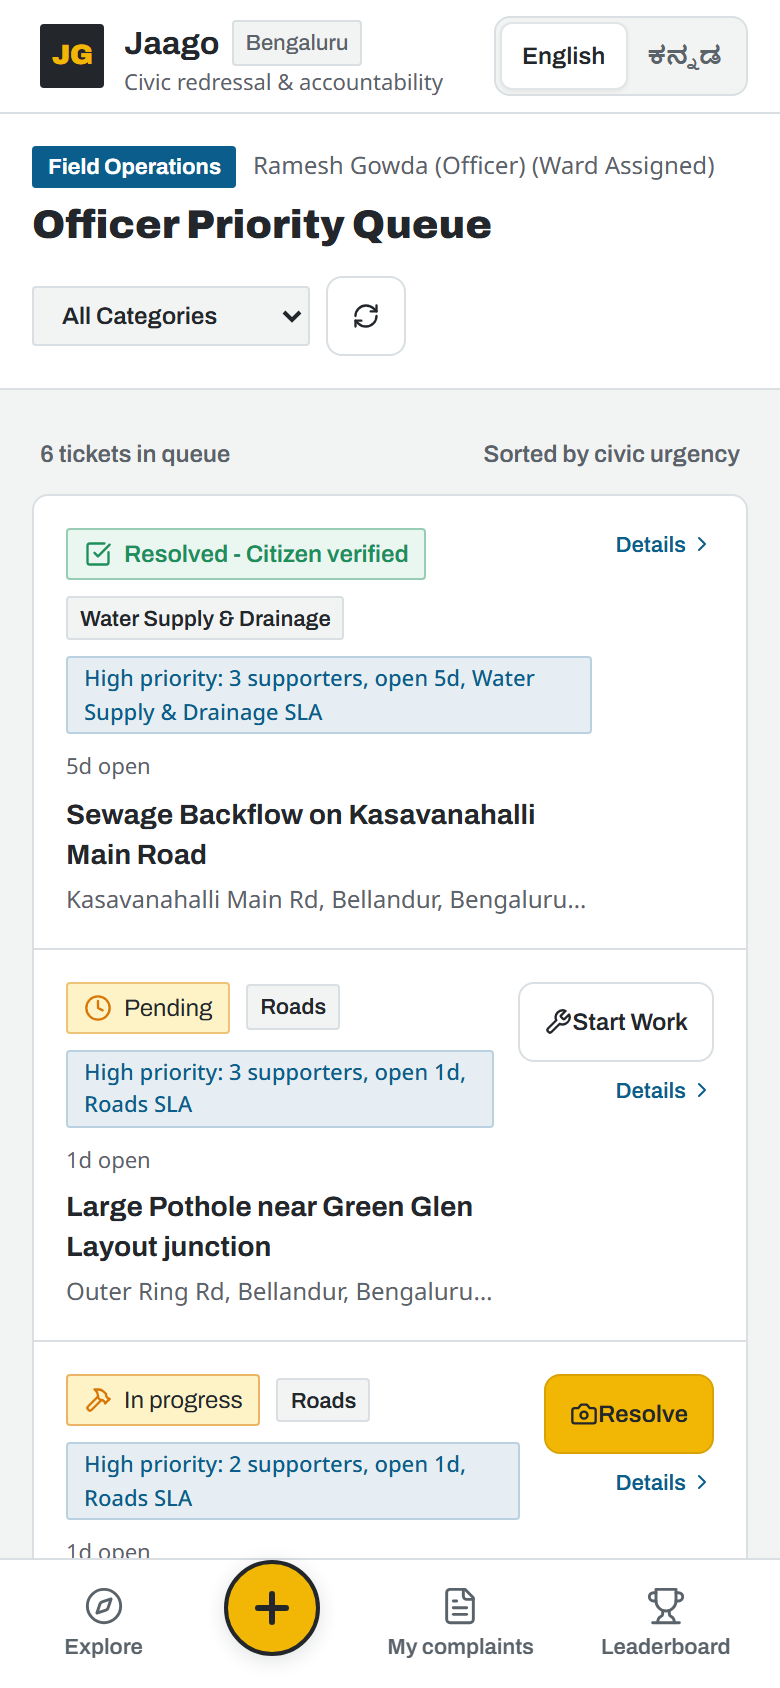 JG
Jaago
Bengaluru
Civic redressal & accountability
English
ಕನ್ನಡ
Field Operations
Ramesh Gowda (Officer) (Ward Assigned)
Officer Priority Queue
All Categories
6 tickets in queue
Sorted by civic urgency
Resolved - Citizen verified
Details
Water Supply & Drainage
High priority: 3 supporters, open 5d, Water
Supply & Drainage SLA
5d open
Sewage Backflow on Kasavanahalli
Main Road
Kasavanahalli Main Rd, Bellandur, Bengaluru...
Pending
Roads
Start Work
High priority: 3 supporters, open 1d,
Roads SLA
Details
1d open
Large Pothole near Green Glen
Layout junction
Outer Ring Rd, Bellandur, Bengaluru...
In progress
Roads
Resolve
High priority: 2 supporters, open 1d,
Roads SLA
Details
1d open
Explore
My complaints
Leaderboard